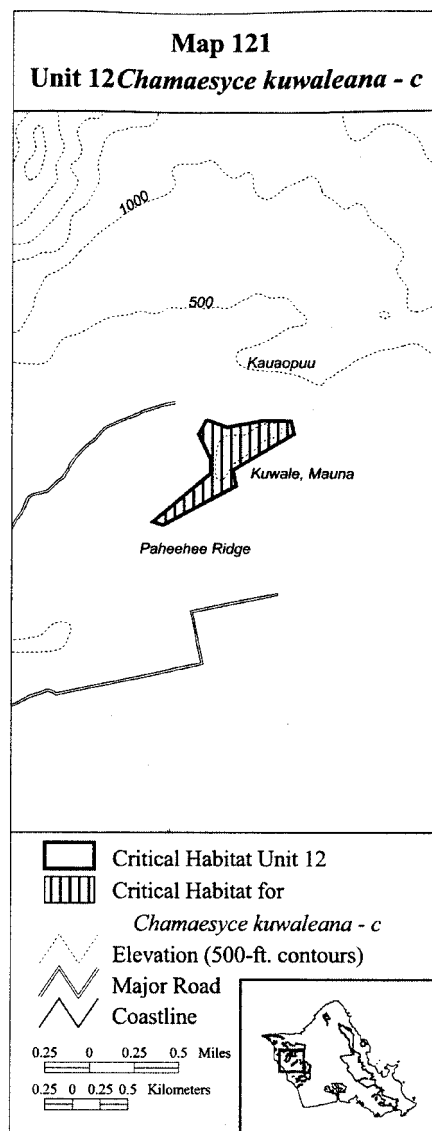 Map 121
Unit 12 Chamaesyce kuwaleana - c
1000
500
Kauaopuu
Kuwale, Mauna
Paheehee Ridge
Critical Habitat Unit 12
Critical Habitat for
Chamaesyce kuwaleana - c
Elevation (500-ft. contours)
Major Road
Coastline
0.25 0 0.25 0.5 Miles
0.25 0 0.25 0.5 Kilometers